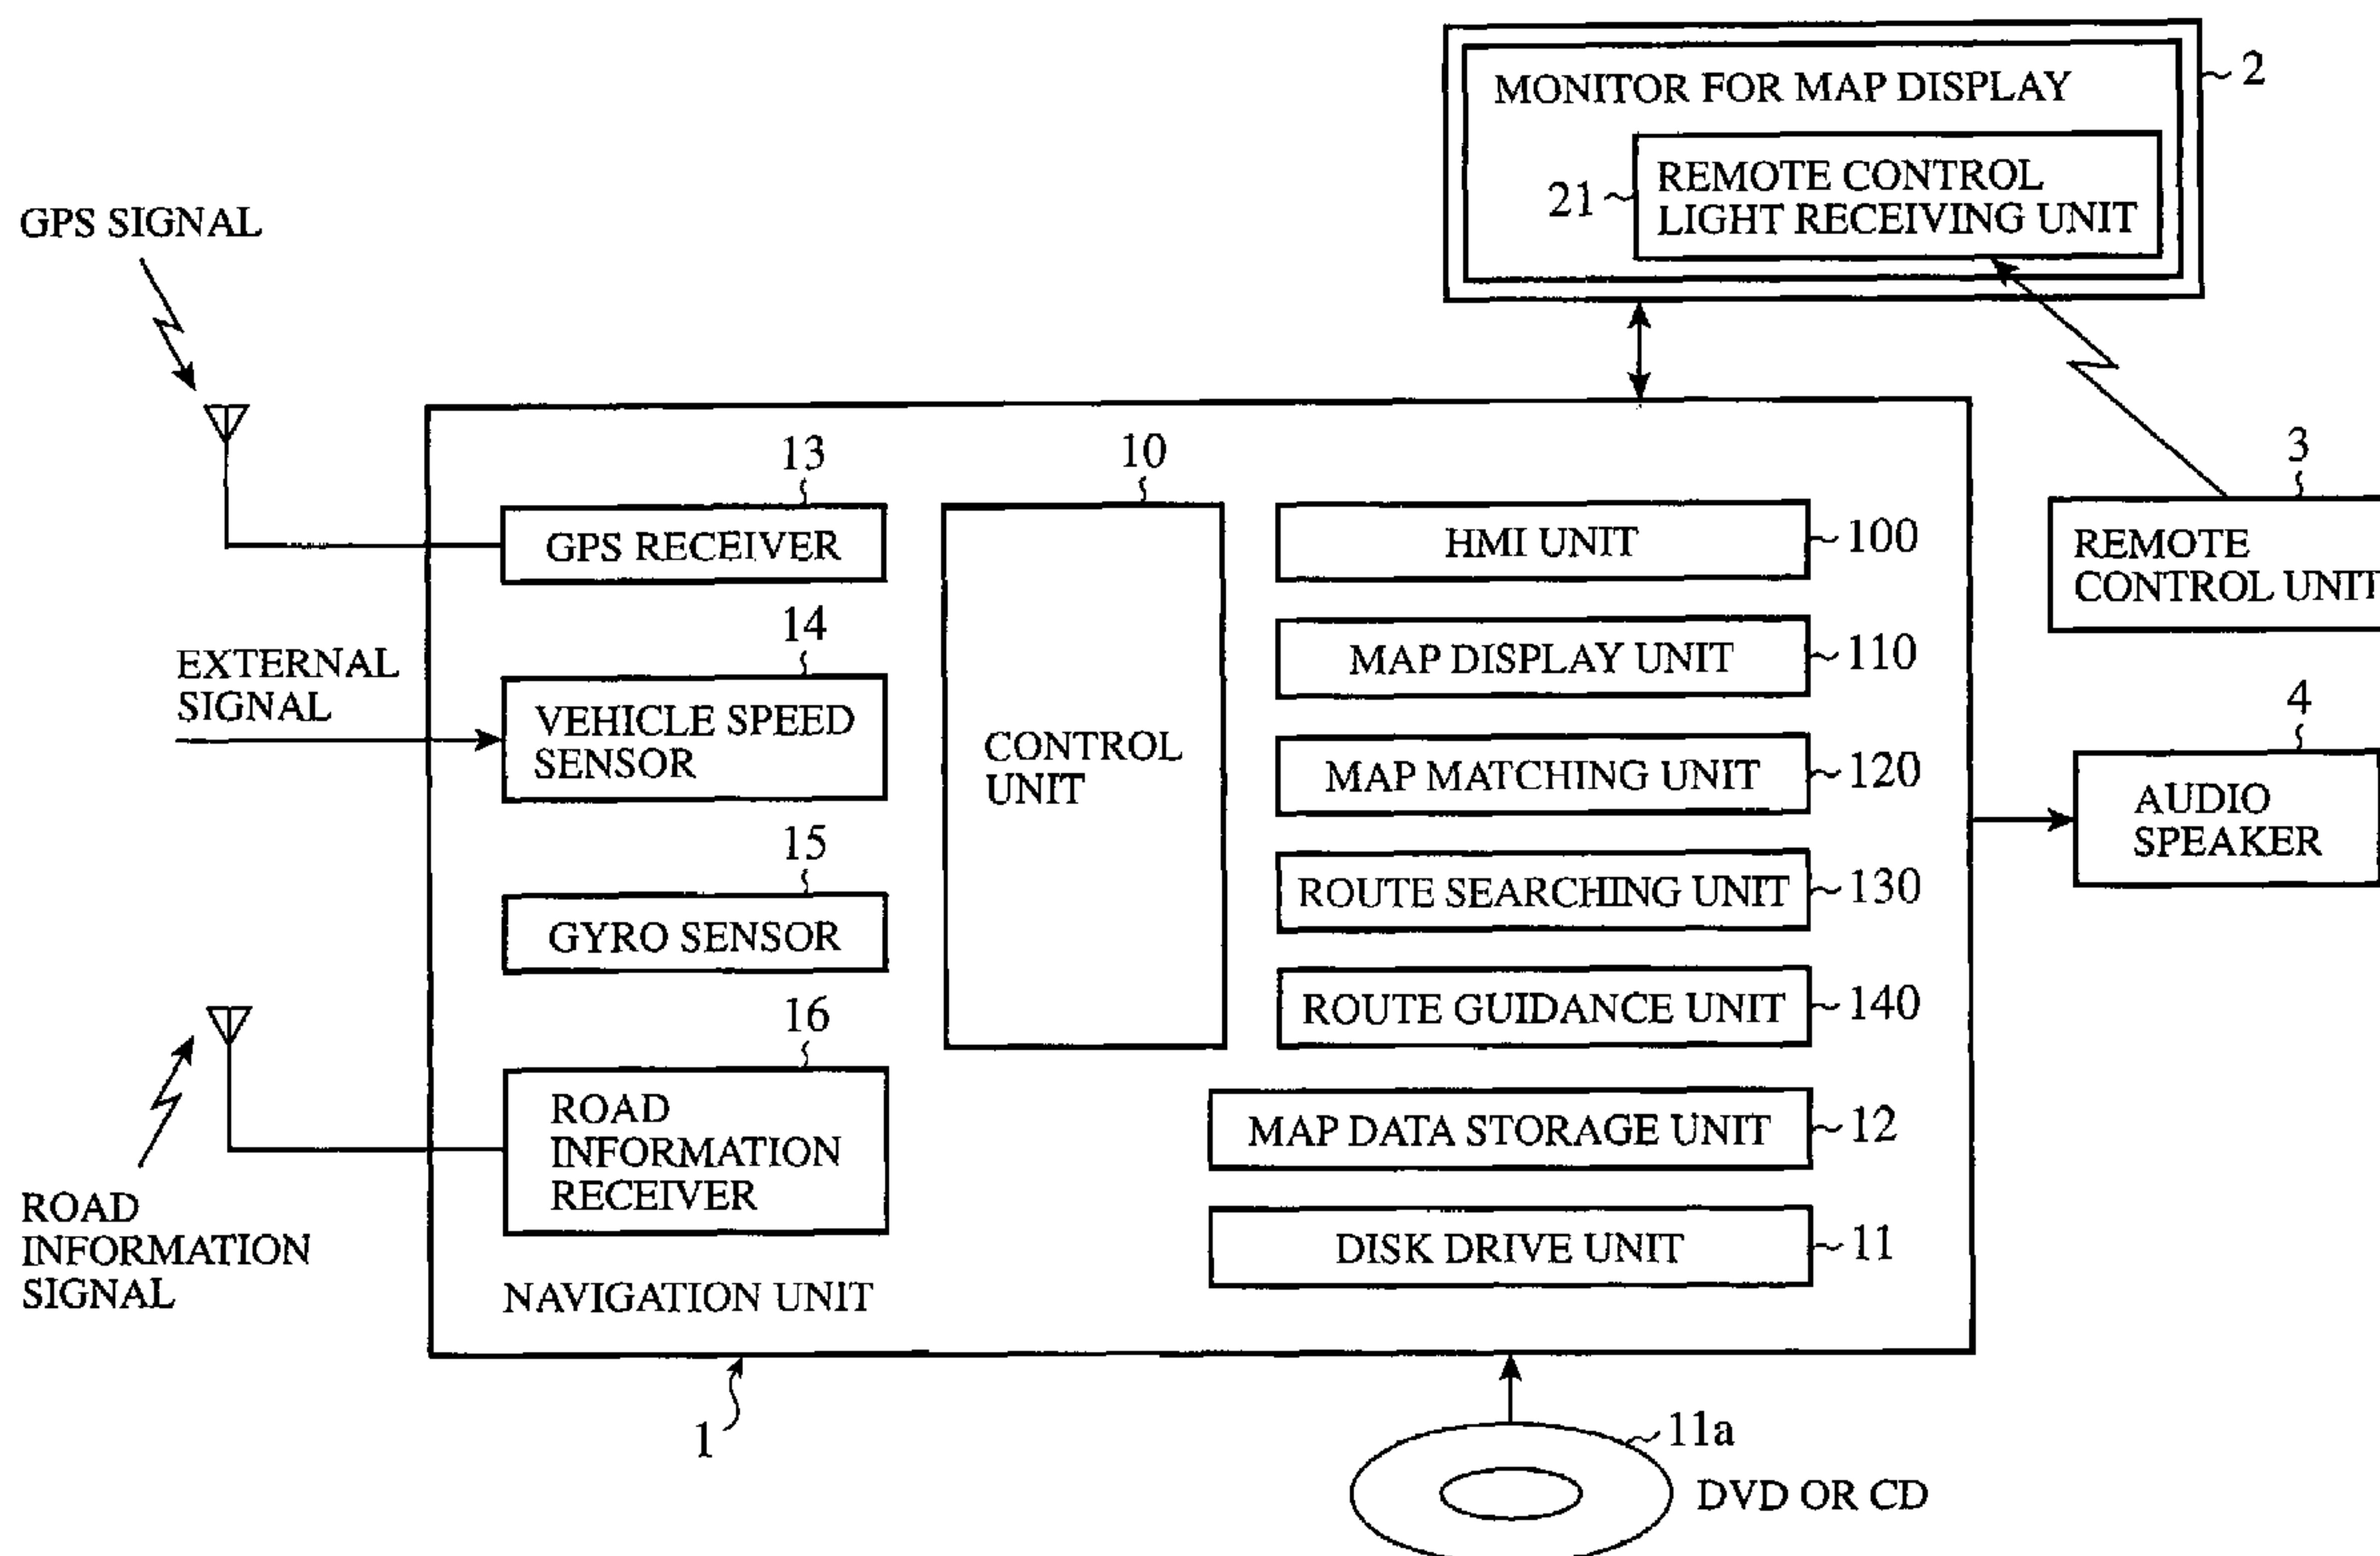 2
MONITOR FOR MAP DISPLAY
21
REMOTE CONTROL
LIGHT RECEIVING UNIT
GPS SIGNAL
13
GPS RECEIVER
10
CONTROL
UNIT
HMI UNIT
100
3
REMOTE
CONTROL UNIT
EXTERNAL
SIGNAL
14
VEHICLE SPEED
SENSOR
MAP DISPLAY UNIT
110
MAP MATCHING UNIT
120
4
AUDIO
SPEAKER
15
GYRO SENSOR
ROUTE SEARCHING UNIT
130
ROUTE GUIDANCE UNIT
140
16
ROAD
INFORMATION
RECEIVER
MAP DATA STORAGE UNIT
12
ROAD
INFORMATION
SIGNAL
DISK DRIVE UNIT
11
NAVIGATION UNIT
1
11a
DVD OR CD